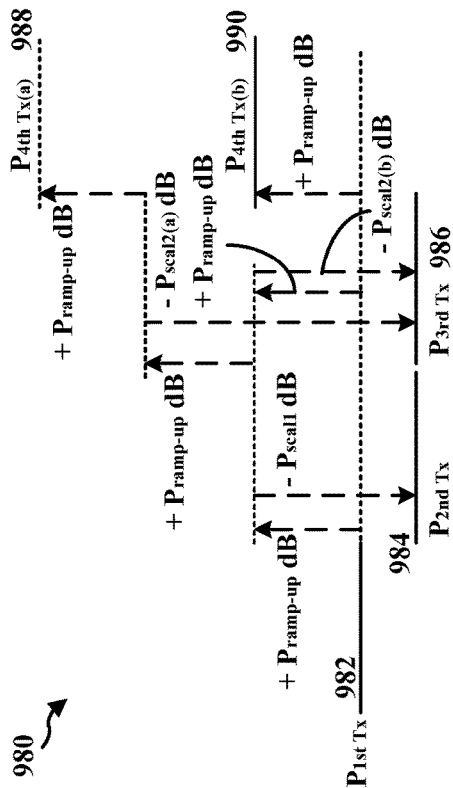 980
P1st Tx
982
+ Pramp-up dB
984
P2nd Tx
- Pscal1 dB
+ Pramp-up dB
+ Pramp-up dB
- Pscal2(a) dB
+ Pramp-up dB
P3rd Tx 986
- Pscal2(b) dB
+ Pramp-up dB
P4th Tx(a) 988
P4th Tx(b) 990